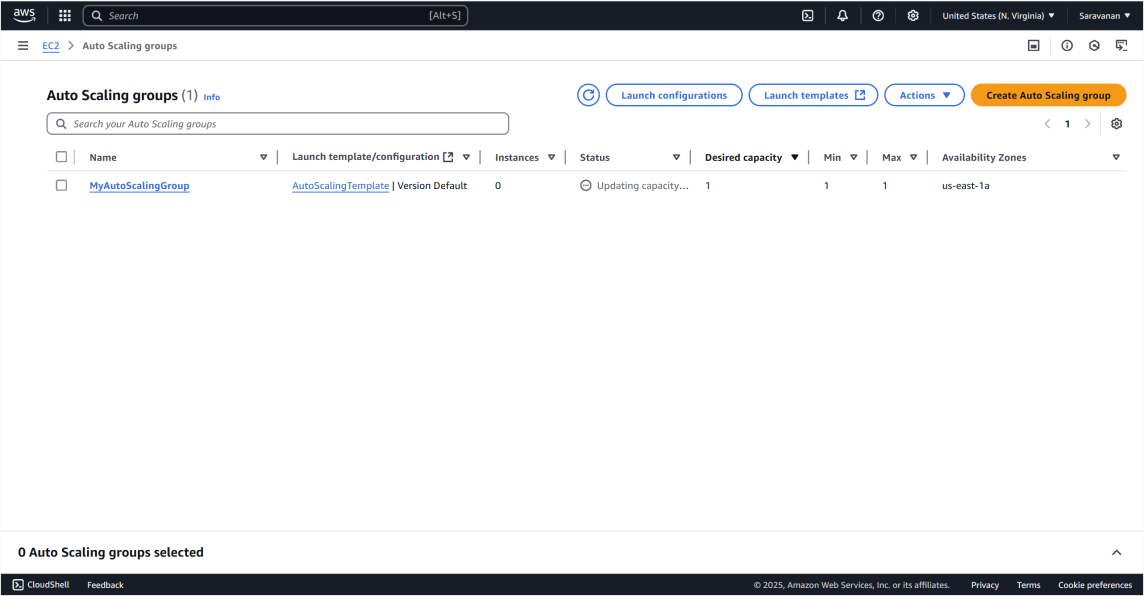 aws Search [Alt+S] United States (N. Virginia) Saravanan
EC2 > Auto Scaling groups
Auto Scaling groups (1) Info Launch configurations Launch templates Actions Create Auto Scaling group
Search your Auto Scaling groups 1
Name Launch template/configuration Instances Status Desired capacity Min Max Availability Zones
MyAutoScalingGroup AutoScalingTemplate | Version Default 0 Updating capacity... 1 1 1 us-east-1a
0 Auto Scaling groups selected
CloudShell Feedback © 2025, Amazon Web Services, Inc. or its affiliates. Privacy Terms Cookie preferences